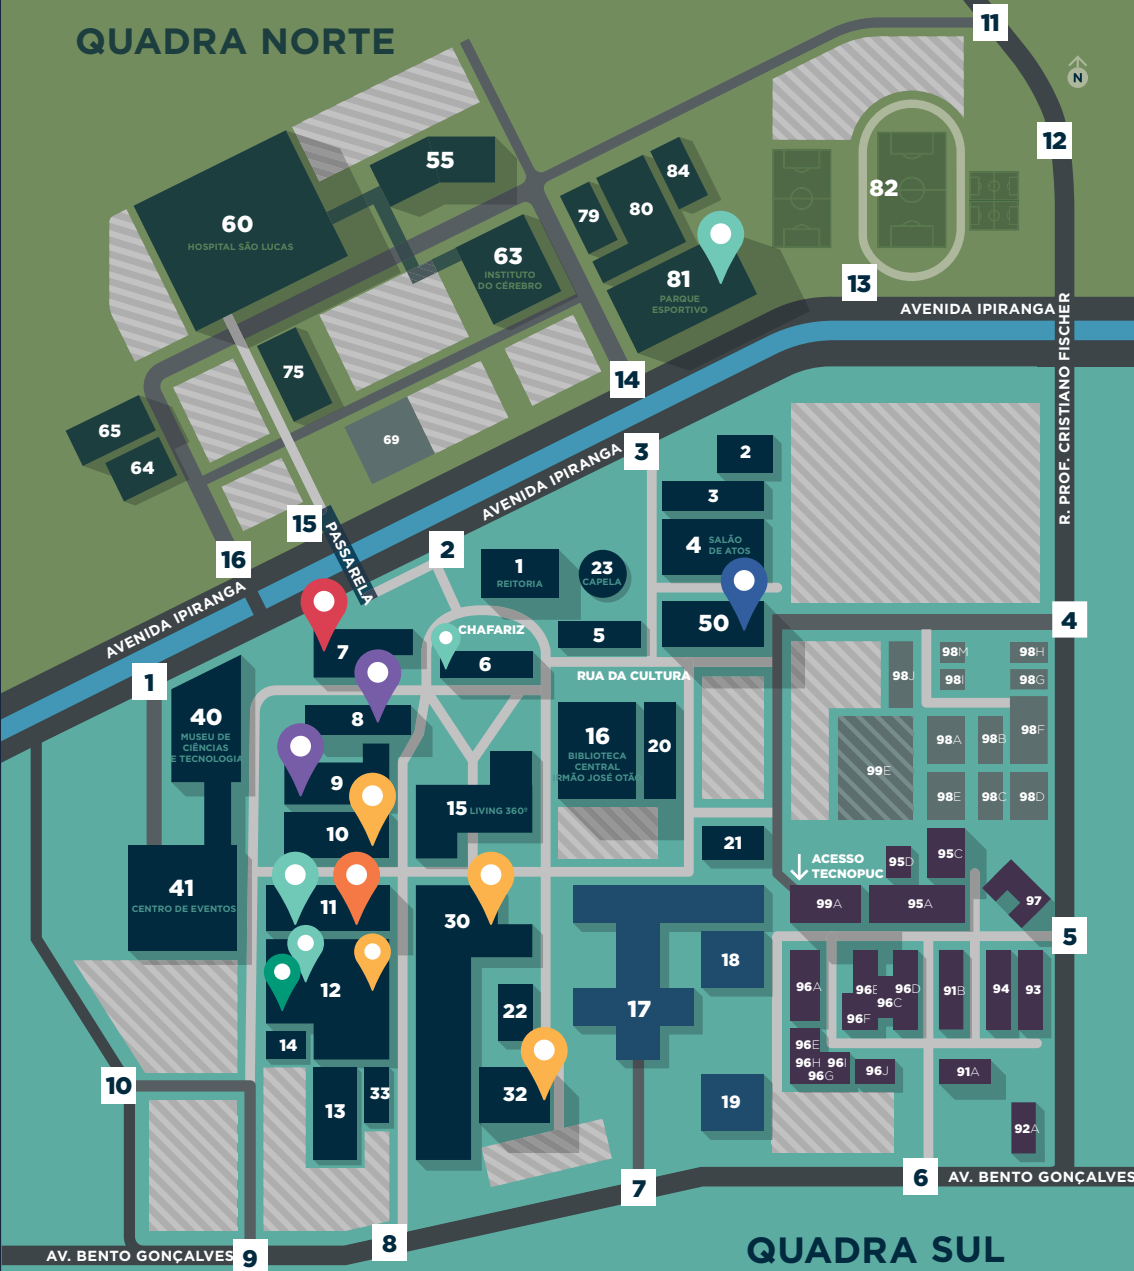 QUADRA NORTE
11
N
12
55
84
82
60
HOSPITAL SÃO LUCAS
79
80
63
INSTITUTO
DO CÉREBRO
81
PARQUE
ESPORTIVO
13
AVENIDA IPIRANGA
R. PROF. CRISTIANO FISCHER
75
14
65
64
69
3
AVENIDA IPIRANGA
2
3
15
PASSARELA
16
2
4
SALÃO
DE ATOS
1
REITORIA
23
CAPELA
AVENIDA IPIRANGA
50
4
CHAFARIZ
5
7
6
RUA DA CULTURA
98M
98H
98J
98I
98G
1
40
MUSEU DE
CIÊNCIAS
E TECNOLOGIA
8
16
BIBLIOTECA
CENTRAL
RMÃO JOSÉ OTÃO
20
98F
98A
98B
99E
9
98E
98C
98D
15
LIVING 360º
10
21
95C
ACESSO
TECNOPUC
95D
41
CENTRO DE EVENTOS
11
30
99A
95A
97
5
18
12
96A
96D
96C
96F
91B
94
93
17
22
14
96E
96H
96G
96J
91A
10
13
33
32
19
92A
6
AV. BENTO GONÇALVES
7
8
AV. BENTO GONÇALVES
9
QUADRA SUL